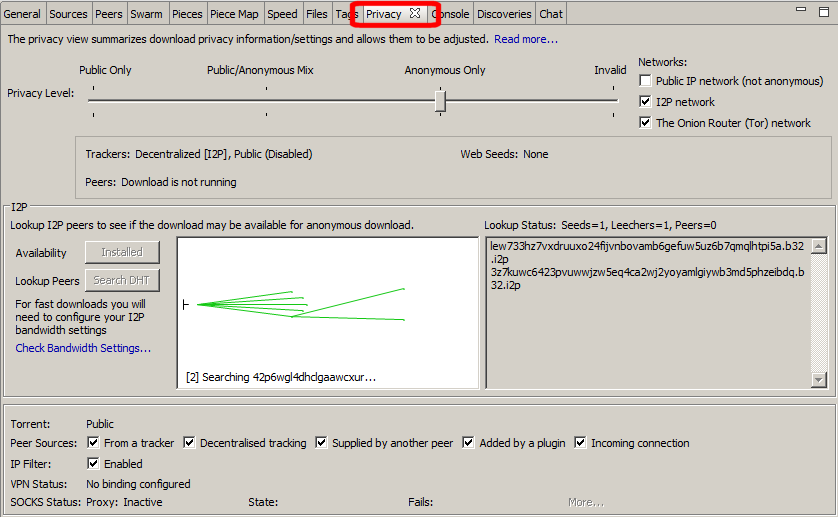 General Sources Peers Swarm Pieces Piece Map Speed Files Tags Privacy Console Discoveries Chat
The privacy view summarizes download privacy information/settings and allows them to be adjusted. Read more...
Networks:
Public Only Public/Anonymous Mix Anonymous Only Invalid
Public IP network (not anonymous)
Privacy Level:
I2P network
The Onion Router (Tor) network
Trackers: Decentralized [I2P], Public (Disabled) Web Seeds: None
Peers: Download is not running
I2P
Lookup I2P peers to see if the download may be available for anonymous download. Lookup Status: Seeds=1, Leechers=1, Peers=0
Availability Installed
Lookup Peers Search DHT
For fast downloads you will
need to configure your I2P
bandwidth settings
Check Bandwidth Settings...
[2] Searching 42p6wgl4dhclgaawcxur...
lew733hz7vxdruuxo24fijvnbovamb6gefuw5uz6b7qmqlhtpi5a.b32
.i2p
3z7kuwc6423pvuwwjzw5eq4ca2wj2yoyamlgiywb3md5phzeibdq.b
32.i2p
Torrent: Public
Peer Sources: From a tracker Decentralised tracking Supplied by another peer Added by a plugin Incoming connection
IP Filter: Enabled
VPN Status: No binding configured
SOCKS Status: Proxy: Inactive State: Fails: More...